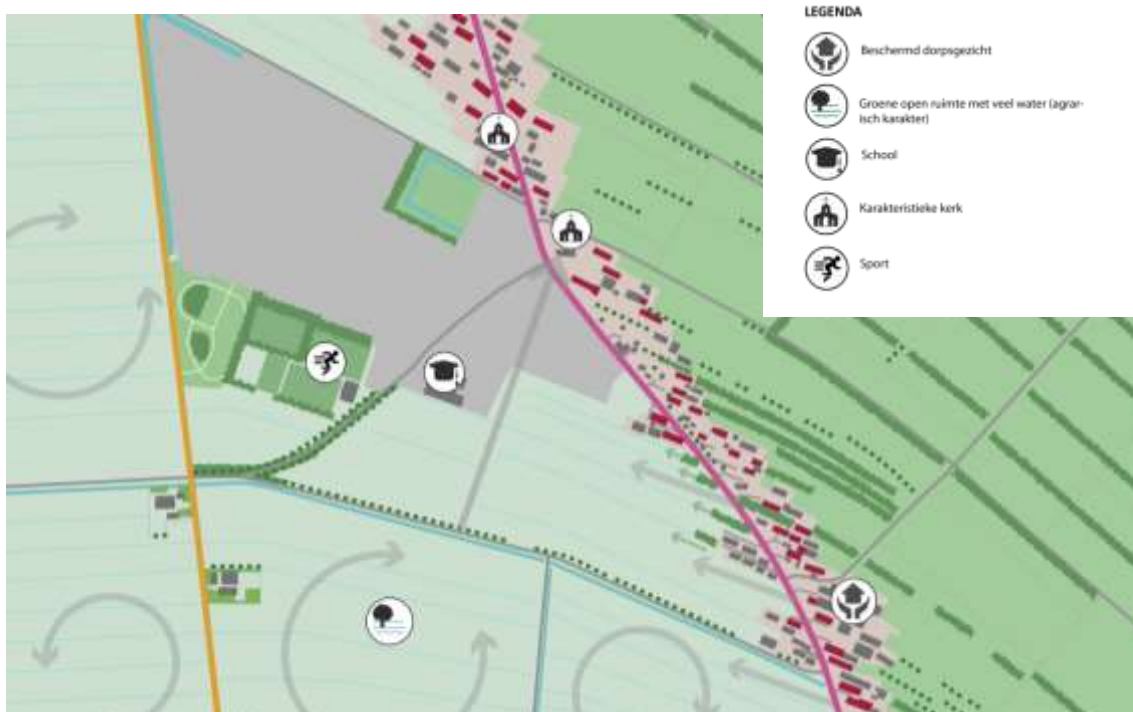 LEGENDA
Beschermd dorpsgezicht
Groene open ruimte met veel water (agrar-
isch karakter)
School
Karakteristieke kerk
Sport